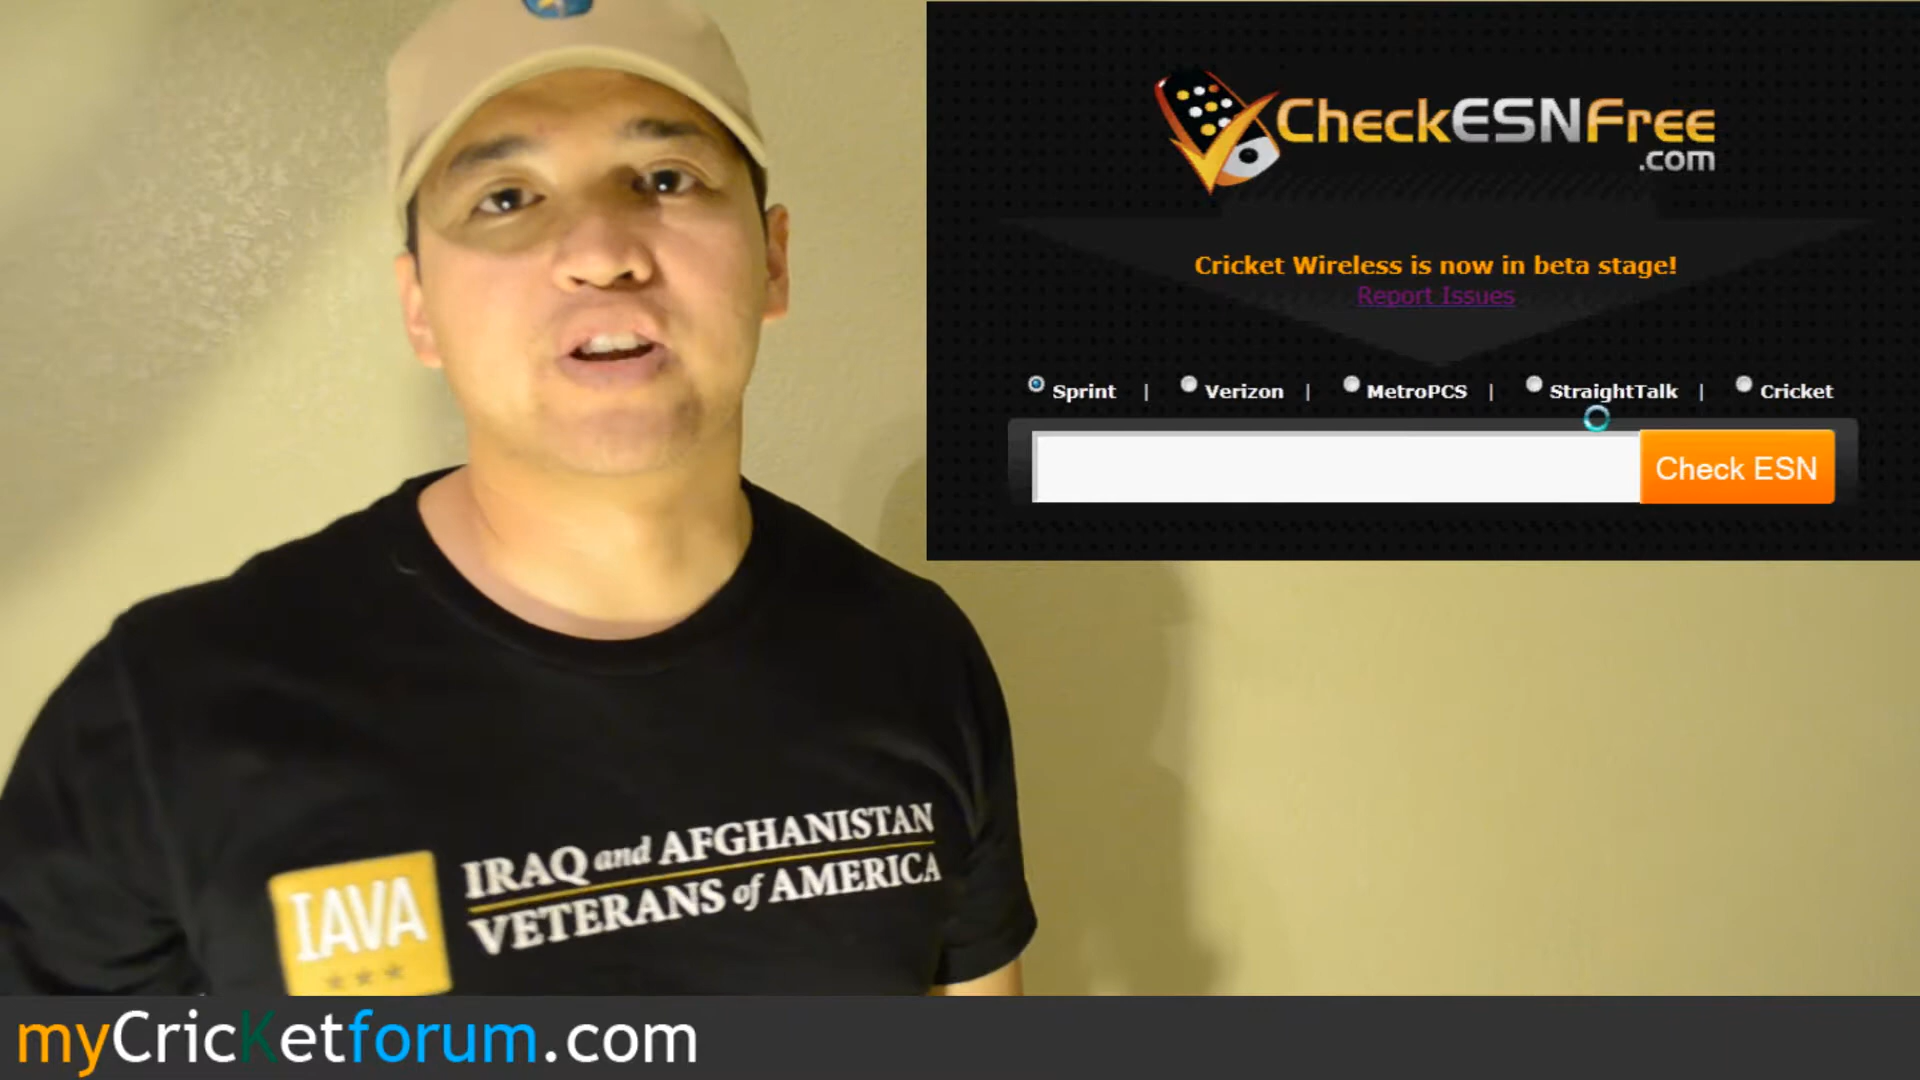 CheckESNFree
.com
Cricket Wireless is now in beta stage!
Report Issues
Sprint | Verizon | MetroPCS | StraightTalk | Cricket
Check ESN
IAVA
IRAQ and AFGHANISTAN
VETERANS of AMERICA
myCricKetforum.com